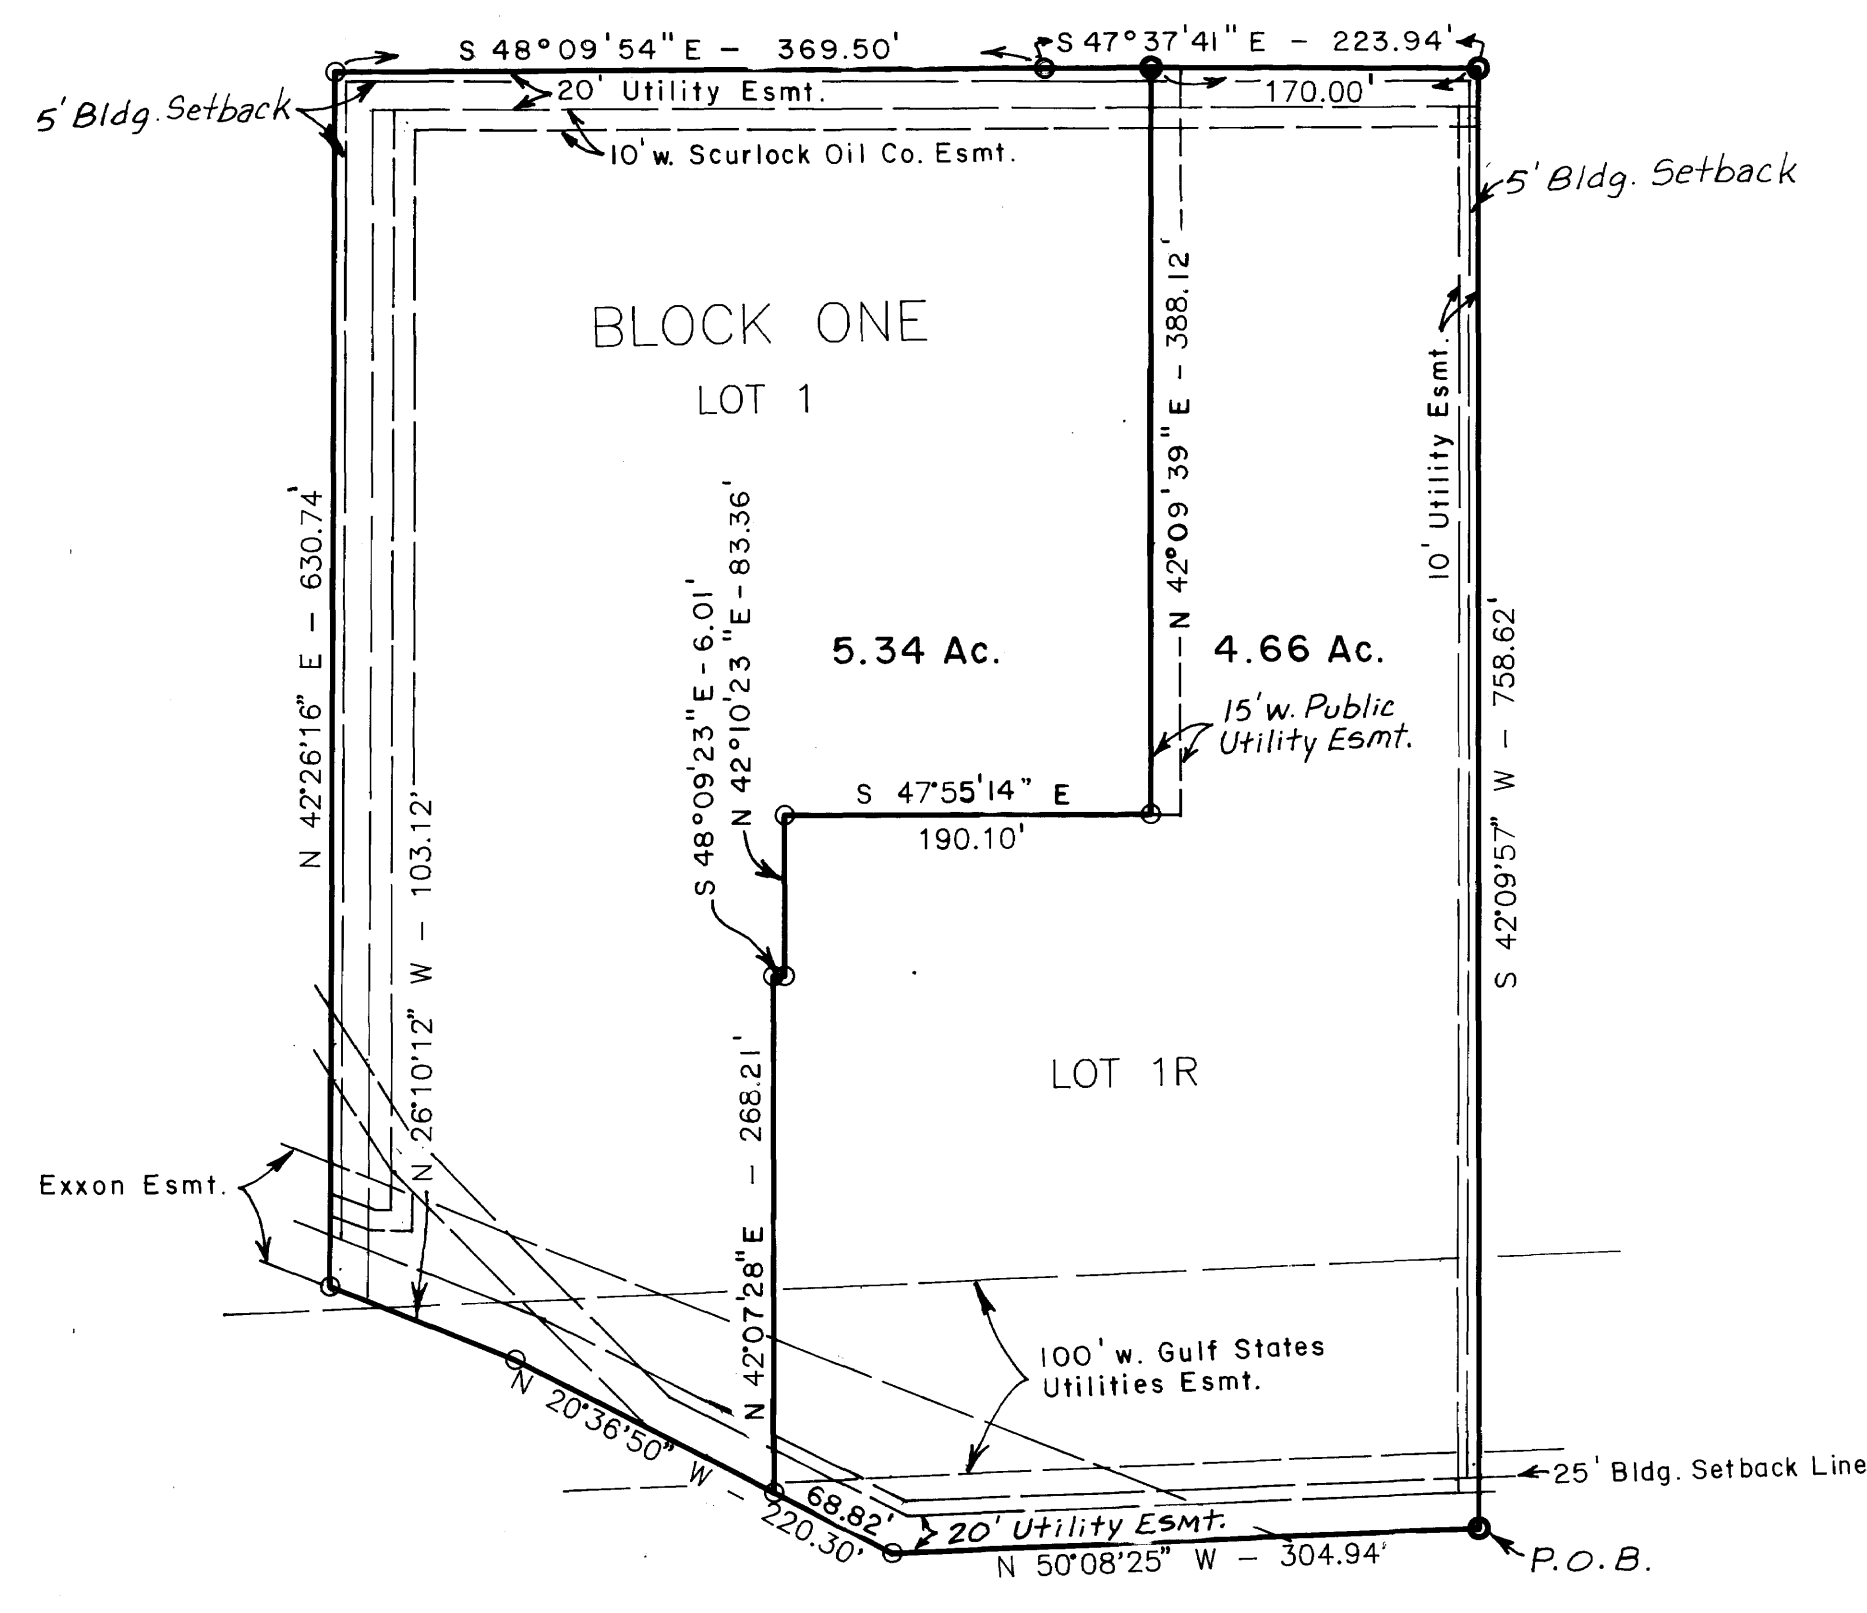 S 48°09'54" E - 369.50'
S 47°37'41" E - 223.94'
170.00'
20' Utility Esmt.
5' Bldg. Setback
10' w. Scurlock Oil Co. Esmt.
5' Bldg. Setback
BLOCK ONE
LOT 1
N 42°09'39" E - 388.12'
10' Utility Esmt.
N 42°26'16" E - 630.74'
S 48°09'23" E - 6.01'
N 42°10'23" E - 83.36'
5.34 Ac.
4.66 Ac.
15' w. Public
Utility Esmt.
S 42°09'57" W - 758.62'
S 47°55'14" E
190.10'
N 26°10'12" W - 103.12'
LOT 1R
N 42°07'28" E - 268.21'
Exxon Esmt.
100' w. Gulf States
Utilities Esmt.
N 20°36'50" W - 220.30'
68.82'
25' Bldg. Setback Line
20' Utility Esmt.
N 50°08'25" W - 304.94'
P.O.B.